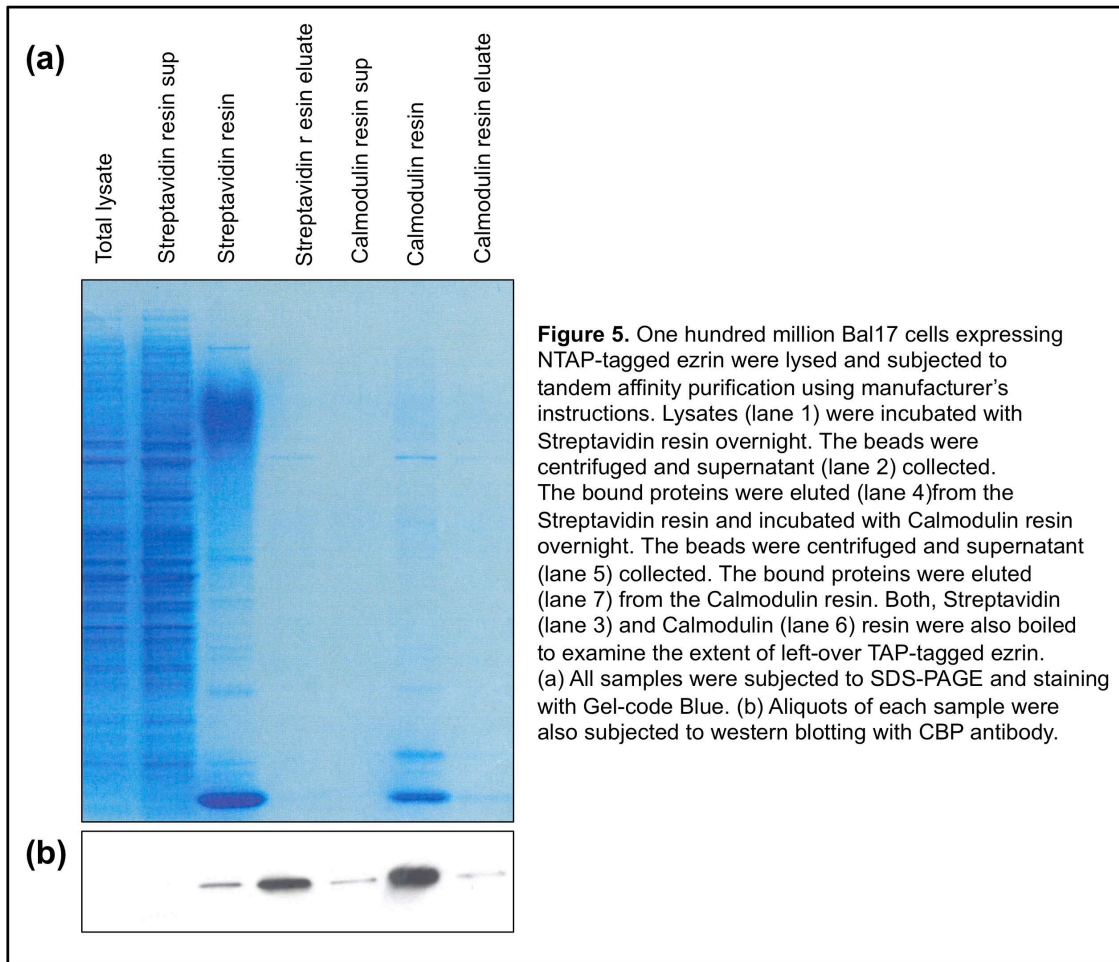 (a)
Total lysate
Streptavidin resin sup
Streptavidin resin
Streptavidin r esin eluate
Calmodulin resin sup
Calmodulin resin
Calmodulin resin eluate
Figure 5. One hundred million Bal17 cells expressing
NTAP-tagged ezrin were lysed and subjected to
tandem affinity purification using manufacturer's
instructions. Lysates (lane 1) were incubated with
Streptavidin resin overnight. The beads were
centrifuged and supernatant (lane 2) collected.
The bound proteins were eluted (lane 4)from the
Streptavidin resin and incubated with Calmodulin resin
overnight. The beads were centrifuged and supernatant
(lane 5) collected. The bound proteins were eluted
(lane 7) from the Calmodulin resin. Both, Streptavidin
(lane 3) and Calmodulin (lane 6) resin were also boiled
to examine the extent of left-over TAP-tagged ezrin.
(a) All samples were subjected to SDS-PAGE and staining
with Gel-code Blue. (b) Aliquots of each sample were
also subjected to western blotting with CBP antibody.
(b)